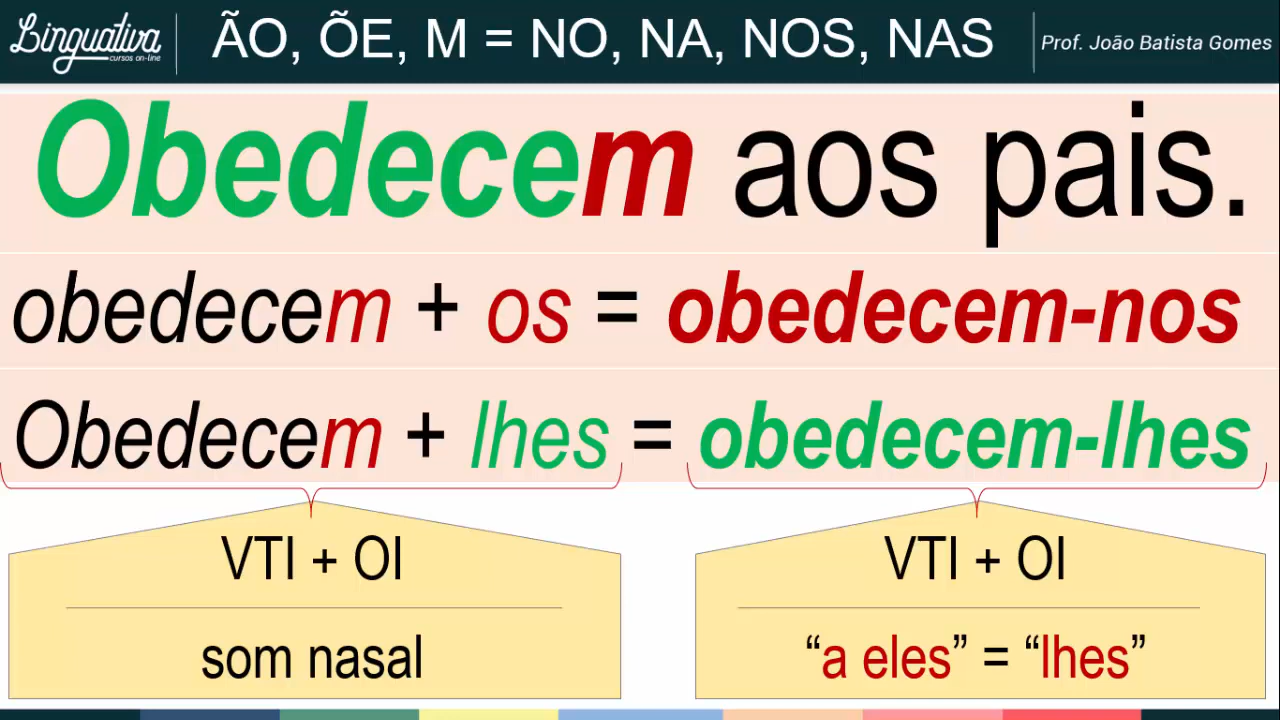 Linguativa
cursos on-line
ÃO, ÕE, M = NO, NA, NOS, NAS
Prof. João Batista Gomes
Obedecem aos pais.
obedecem + os = obedecem-nos
Obedecem + lhes = obedecem-lhes
VTI + OI
som nasal
VTI + OI
“a eles” = “lhes”